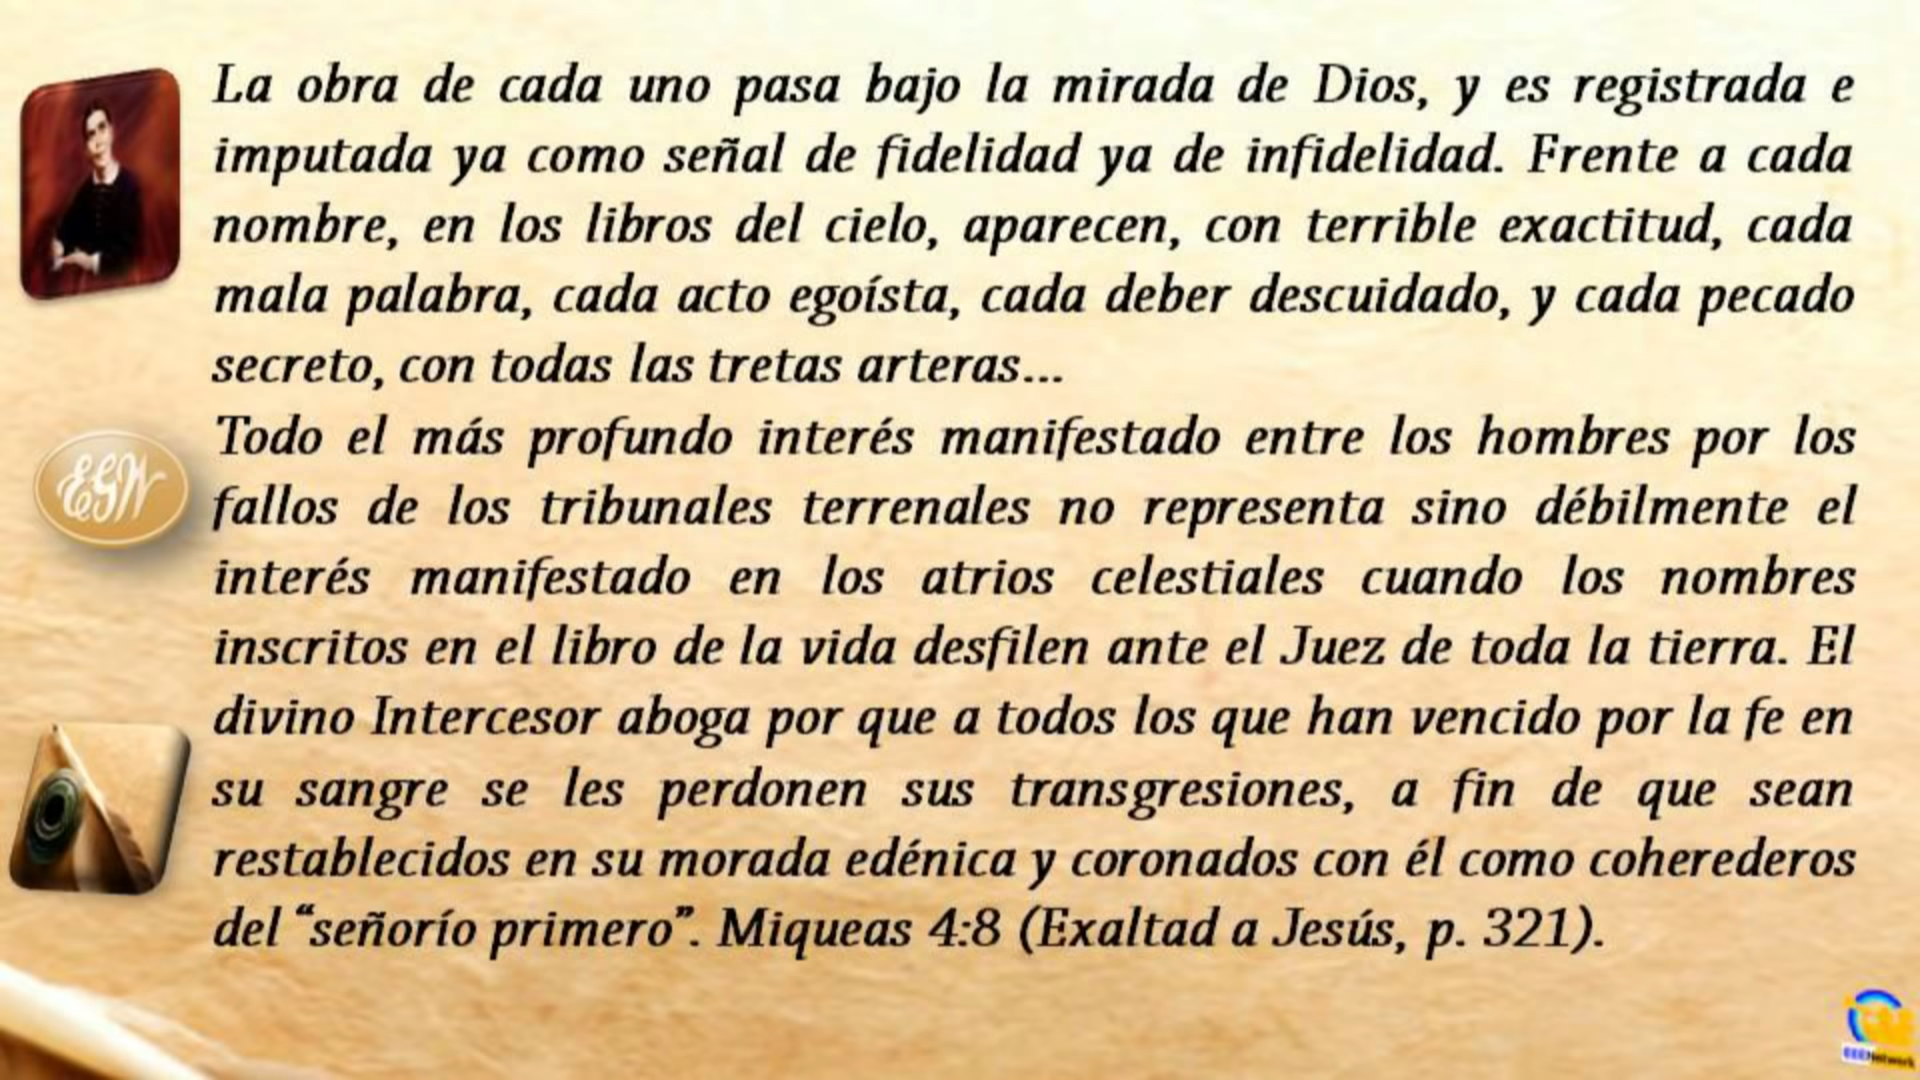 La obra de cada uno pasa bajo la mirada de Dios, y es registrada e
imputada ya como señal de fidelidad ya de infidelidad. Frente a cada
nombre, en los libros del cielo, aparecen, con terrible exactitud, cada
mala palabra, cada acto egoísta, cada deber descuidado, y cada pecado
secreto, con todas las tretas arteras...
Todo el más profundo interés manifestado entre los hombres por los
fallos de los tribunales terrenales no representa sino débilmente el
interés manifestado en los atrios celestiales cuando los nombres
inscritos en el libro de la vida desfilen ante el Juez de toda la tierra. El
divino Intercesor aboga por que a todos los que han vencido por la fe en
su sangre se les perdonen sus transgresiones, a fin de que sean
restablecidos en su morada edénica y coronados con él como coherederos
del “señorío primero”. Miqueas 4:8 (Exaltad a Jesús, p. 321).
EGW